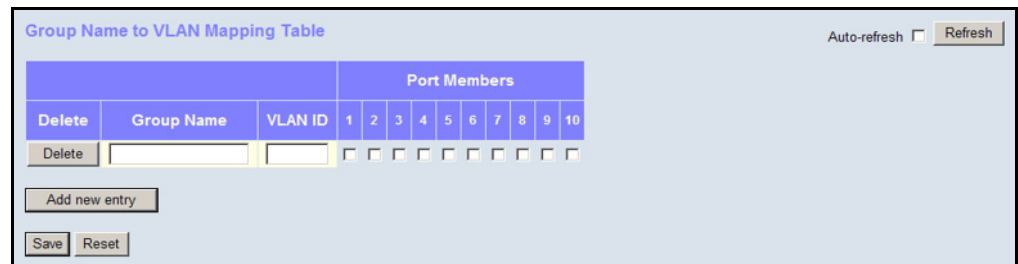 Group Name to VLAN Mapping Table
Auto-refresh Refresh
Port Members
Delete Group Name VLAN ID 1 2 3 4 5 6 7 8 9 10
Delete
Add new entry
Save Reset